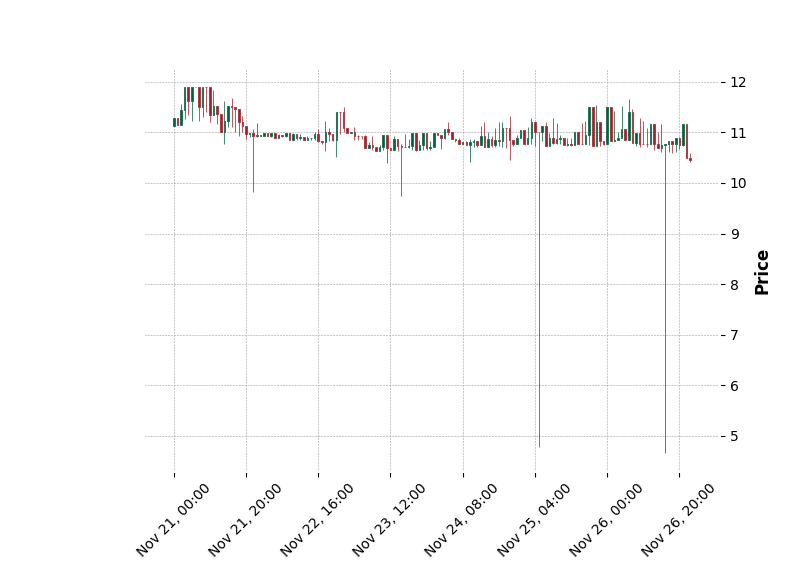 12
11
10
9
8
7
6
5
Price
Nov 21, 00:00
Nov 21, 20:00
Nov 22, 16:00
Nov 23, 12:00
Nov 24, 08:00
Nov 25, 04:00
Nov 26, 00:00
Nov 26, 20:00